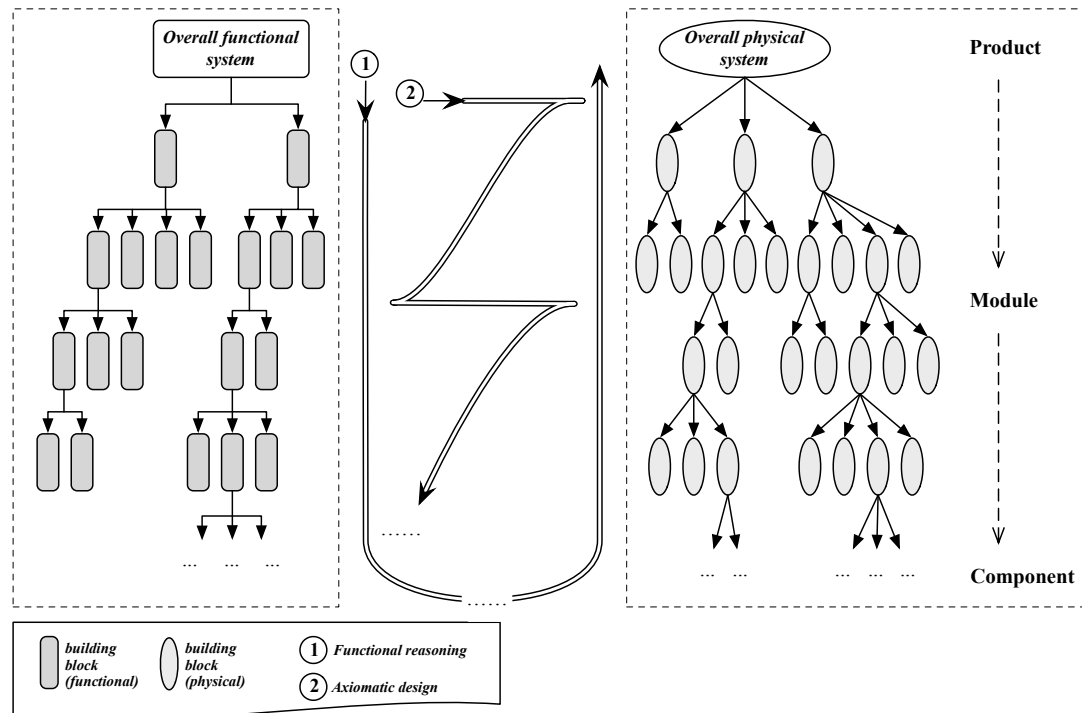 Overall functional
system
1
2
Overall physical
system
Product
Module
Component
......
......
... ... ...
... ...
... ... ...
building
block
(functional)
building
block
(physical)
1 Functional reasoning
2 Axiomatic design